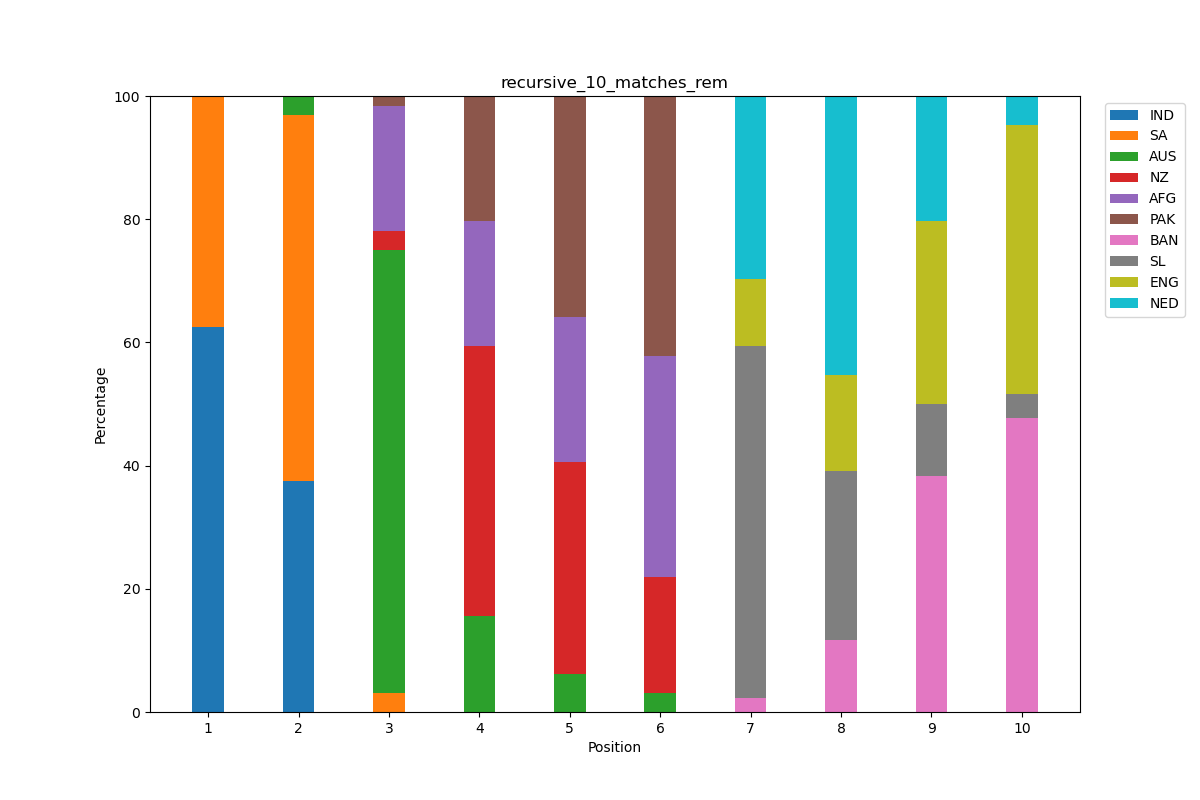 recursive_10_matches_rem
100
80
60
40
20
0
Percentage
1 2 3 4 5 6 7 8 9 10
Position
IND
SA
AUS
NZ
AFG
PAK
BAN
SL
ENG
NED